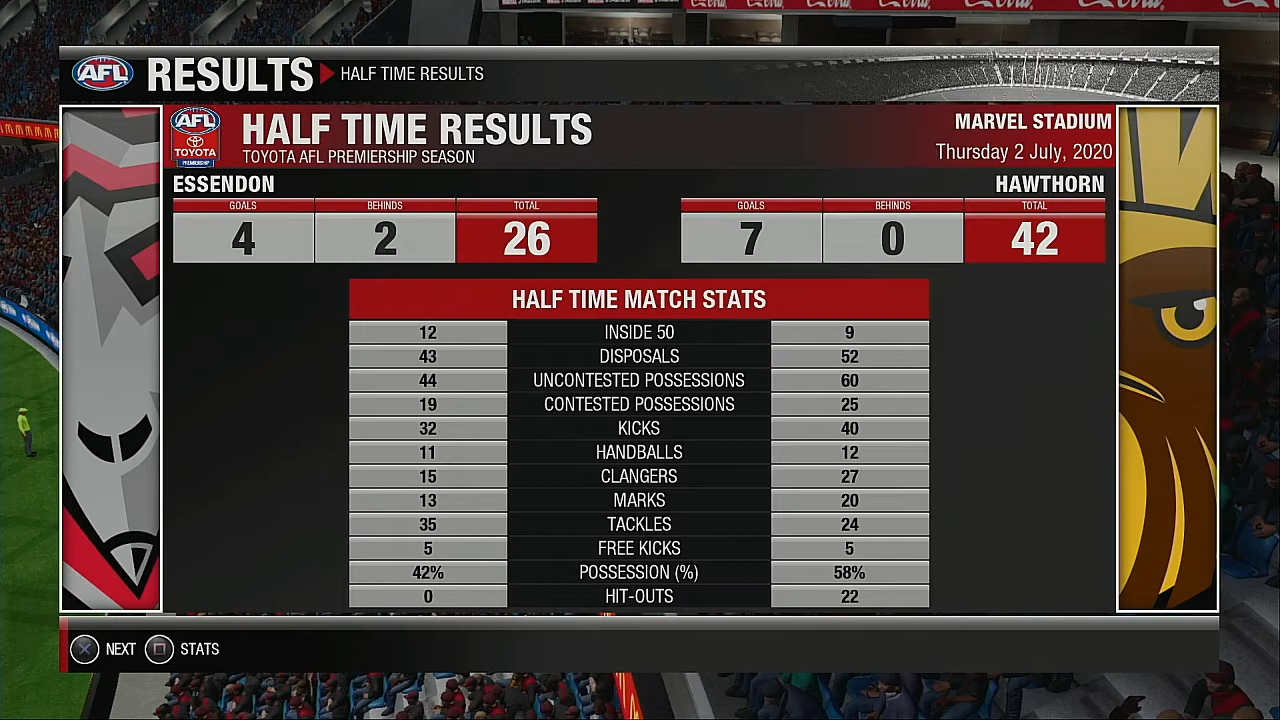 AFL RESULTS HALF TIME RESULTS
AFL TOYOTA PREMIERSHIP
HALF TIME RESULTS
TOYOTA AFL PREMIERSHIP SEASON
MARVEL STADIUM
Thursday 2 July, 2020
ESSENDON HAWTHORN
GOALS BEHINDS TOTAL GOALS BEHINDS TOTAL
4 2 26 7 0 42
HALF TIME MATCH STATS
12 INSIDE 50 9
43 DISPOSALS 52
44 UNCONTESTED POSSESSIONS 60
19 CONTESTED POSSESSIONS 25
32 KICKS 40
11 HANDBALLS 12
15 CLANGERS 27
13 MARKS 20
35 TACKLES 24
5 FREE KICKS 5
42% POSSESSION (%) 58%
0 HIT-OUTS 22
NEXT STATS